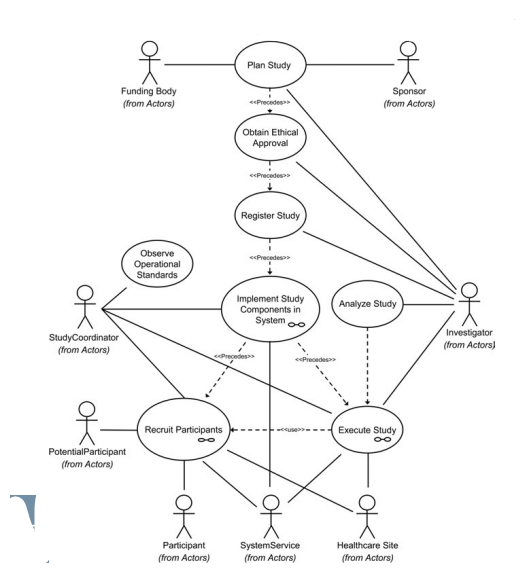 Plan Study
Funding Body
(from Actors)
Sponsor
(from Actors)
<<Precedes>>
Obtain Ethical
Approval
<<Precedes>>
Register Study
Observe
Operational
Standards
<<Precedes>>
Implement Study
Components in
System
Analyze Study
StudyCoordinator
(from Actors)
Investigator
(from Actors)
<<Precedes>>
<<Precedes>>
Recruit Participants
<<use>>
Execute Study
PotentialParticipant
(from Actors)
Participant
(from Actors)
SystemService
(from Actors)
Healthcare Site
(from Actors)